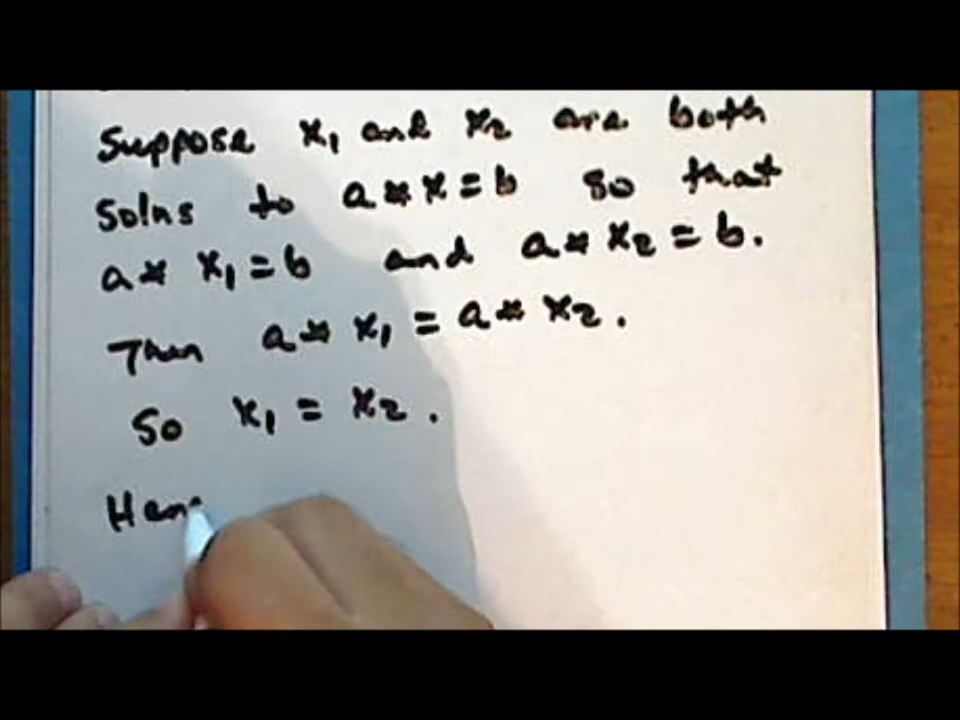 Suppose x₁ and x₂ are both
solns to a * x = b so that
a * x₁ = b and a * x₂ = b.
Then a * x₁ = a * x₂.
So x₁ = x₂.
Hen